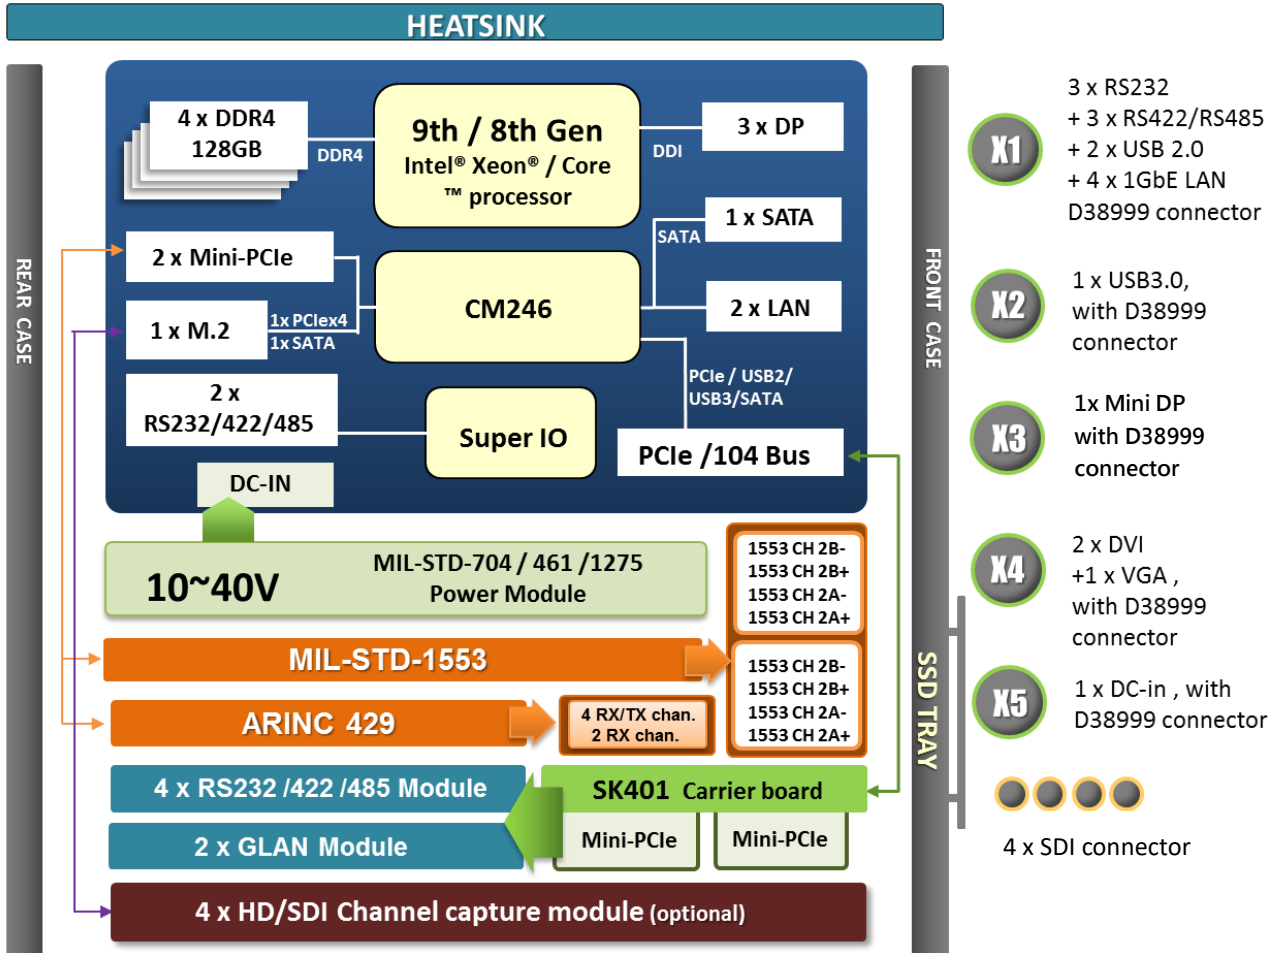 HEATSINK
REAR CASE
4 x DDR4
128GB
DDR4
9th / 8th Gen
Intel® Xeon® / Core
™ processor
DDI
3 x DP
2 x Mini-PCIe
1 x M.2
1x PCIex4
1x SATA
CM246
SATA
1 x SATA
2 x LAN
PCIe / USB2/
USB3/SATA
2 x
RS232/422/485
Super IO
PCIe /104 Bus
DC-IN
10~40V
MIL-STD-704 / 461 /1275
Power Module
1553 CH 2B-
1553 CH 2B+
1553 CH 2A-
1553 CH 2A+
MIL-STD-1553
1553 CH 2B-
1553 CH 2B+
1553 CH 2A-
1553 CH 2A+
ARINC 429
4 RX/TX chan.
2 RX chan.
4 x RS232 /422 /485 Module
SK401 Carrier board
2 x GLAN Module
Mini-PCIe
Mini-PCIe
4 x HD/SDI Channel capture module (optional)
FRONT CASE
SSD TRAY
X1
3 x RS232
+ 3 x RS422/RS485
+ 2 x USB 2.0
+ 4 x 1GbE LAN
D38999 connector
X2
1 x USB3.0,
with D38999
connector
X3
1x Mini DP
with D38999
connector
X4
2 x DVI
+1 x VGA ,
with D38999
connector
X5
1 x DC-in , with
D38999 connector
4 x SDI connector